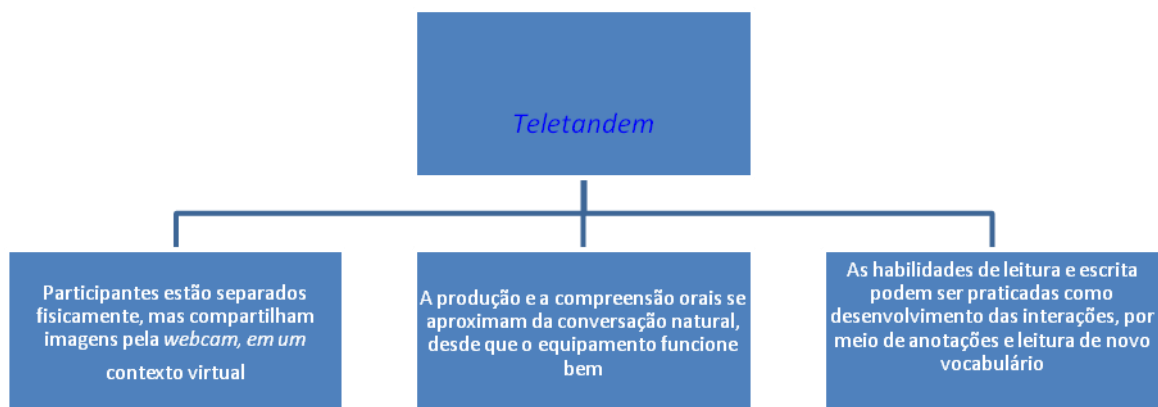 Teletandem
Participantes estão separados
fisicamente, mas compartilham
imagens pela webcam, em um
contexto virtual
A produção e a compreensão orais se
aproximam da conversação natural,
desde que o equipamento funcione
bem
As habilidades de leitura e escrita
podem ser praticadas como
desenvolvimento das interações, por
meio de anotações e leitura de novo
vocabulário